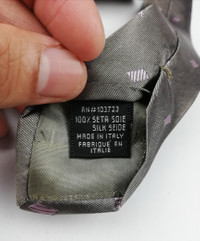 RN#103723
100% SETA SOIE
SILK SEIDE
MADE IN ITALY
FABRIQUE EN
ITALIE